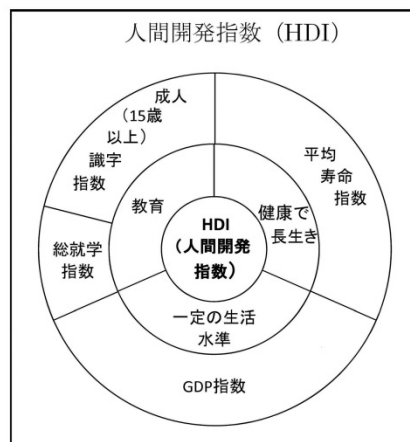 人間開発指数（HDI）
成人
（15歳
以上）
識字
指数
平均
寿命
指数
教育
健康で
長生き
HDI
（人間開発
指数）
総就学
指数
一定の生活
水準
GDP指数